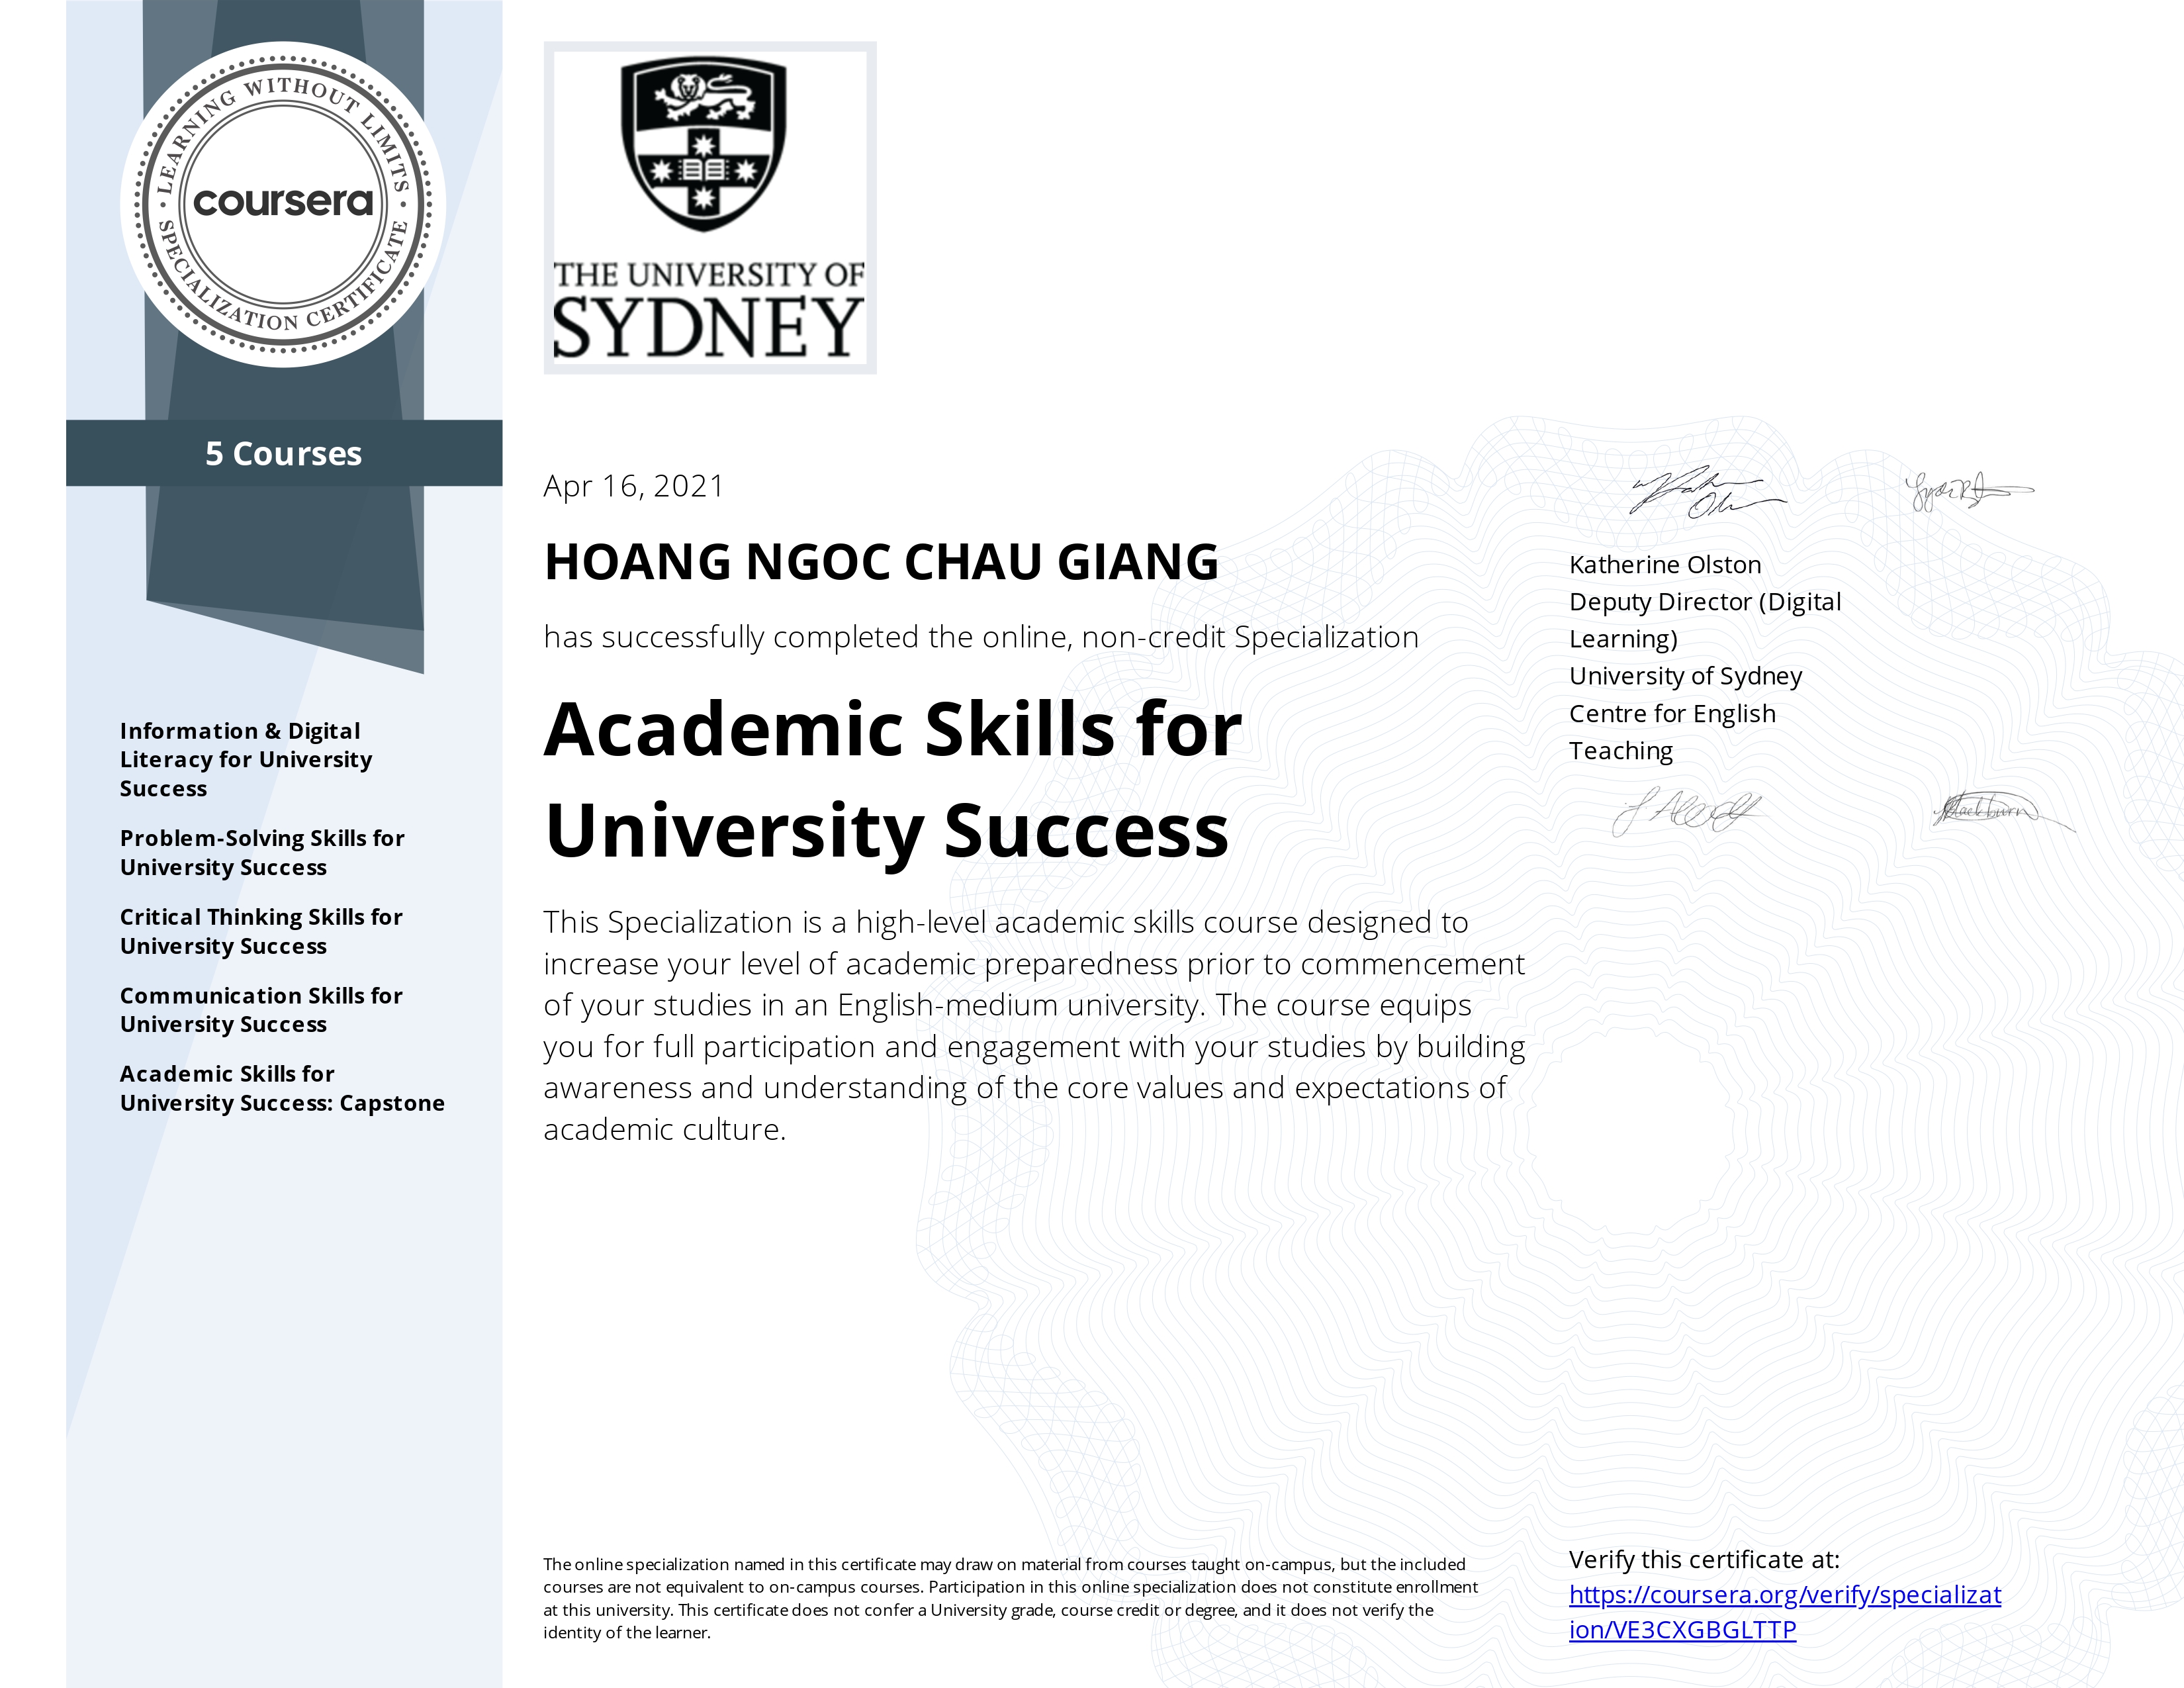 LEARNING WITHOUT LIMITS
coursera
SPECIALIZATION CERTIFICATE
5 Courses
Information & Digital
Literacy for University
Success
Problem-Solving Skills for
University Success
Critical Thinking Skills for
University Success
Communication Skills for
University Success
Academic Skills for
University Success: Capstone
THE UNIVERSITY OF
SYDNEY
Apr 16, 2021
HOANG NGOC CHAU GIANG
has successfully completed the online, non-credit Specialization
Academic Skills for
University Success
This Specialization is a high-level academic skills course designed to
increase your level of academic preparedness prior to commencement
of your studies in an English-medium university. The course equips
you for full participation and engagement with your studies by building
awareness and understanding of the core values and expectations of
academic culture.
Katherine Olston
Deputy Director (Digital
Learning)
University of Sydney
Centre for English
Teaching
The online specialization named in this certificate may draw on material from courses taught on-campus, but the included
courses are not equivalent to on-campus courses. Participation in this online specialization does not constitute enrollment
at this university. This certificate does not confer a University grade, course credit or degree, and it does not verify the
identity of the learner.
Verify this certificate at:
https://coursera.org/verify/specializat
ion/VE3CXGBGLTTP